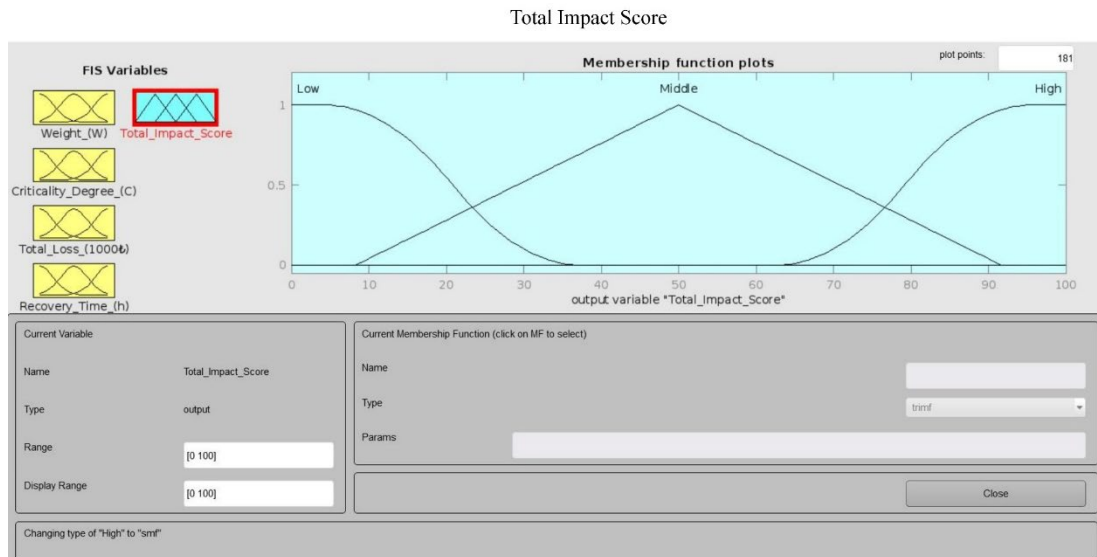 Total Impact Score
FIS Variables
Weight_(W)
Total_Impact_Score
Criticality_Degree_(C)
Total_Loss_(1000₺)
Recovery_Time_(h)
Membership function plots
plot points:
181
Low
Middle
High
1
0.5
0
0 10 20 30 40 50 60 70 80 90 100
output variable "Total_Impact_Score"
Current Variable
Name Total_Impact_Score
Type output
Range [0 100]
Display Range [0 100]
Current Membership Function (click on MF to select)
Name
Type trimf
Params
Close
Changing type of "High" to "smf"